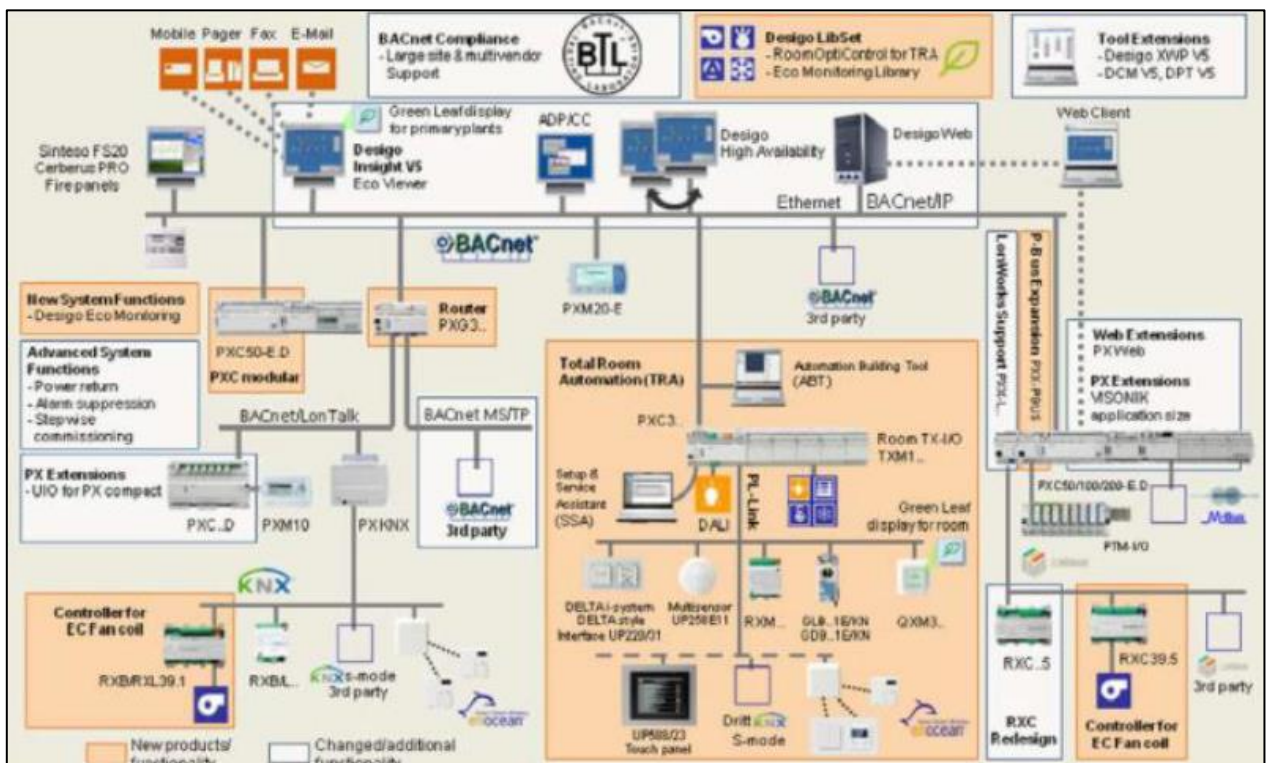 Mobile Pager Fax E-Mail
BACnet Compliance
- Large site & multivendor
Support
BTL
Desigo LibSet
- RoomOptiControl for TRA
- Eco Monitoring Library
Tool Extensions
- Desigo XWP V5
- DCM V5, DPT V5
Sinteso FS20
Cerberus PRO
Fire panels
Green Leaf display
for primary plants
Desigo
Insight V5
Eco Viewer
ADP/CC
Desigo
High Availability
Desigo Web
Web Client
Ethernet
BACnet/IP
BACnet
New System Functions
- Desigo Eco Monitoring
Advanced System
Functions
- Power return
- Alarm suppression
- Stepwise
commissioning
PX Extensions
- UIO for PX compact
PXC50-E.D
PXC modular
Router
PXG3..
PXM20-E
BACnet
3rd party
LonWorks Support PXX-L...
P-Bus Expansion PXX-PBUS
Web Extensions
PXWeb
PX Extensions
VISONIK
application size
BACnet/LonTalk
BACnet MS/TP
PXC..D
PXM10
PXKNX
BACnet
3rd party
Total Room
Automation (TRA)
Automation Building Tool
(ABT)
PXC3..
Room TX-I/O
TXM1...
Setup &
Service
Assistant
(SSA)
DALI
PL-Link
Green Leaf
display for room
DELTA i-system
DELTA style
Interface UP220/31
Multisensor
UP258E11
RXM...
GLB...1E/KN
GDB...1E/KN
QXM3..
UP588/23
Touch panel
Dritt KNX
S-mode
enocean
PXC50/100/200-E.D
PTM-I/O
M-Bus
KNX
Controller for
EC Fan coil
RXB/RXL39.1
RXB/L...
KNX s-mode
3rd party
enocean
RXC..5
RXC
Redesign
RXC39.5
Controller for
EC Fan coil
3rd party
New products/
functionality
Changed/additional
functionality